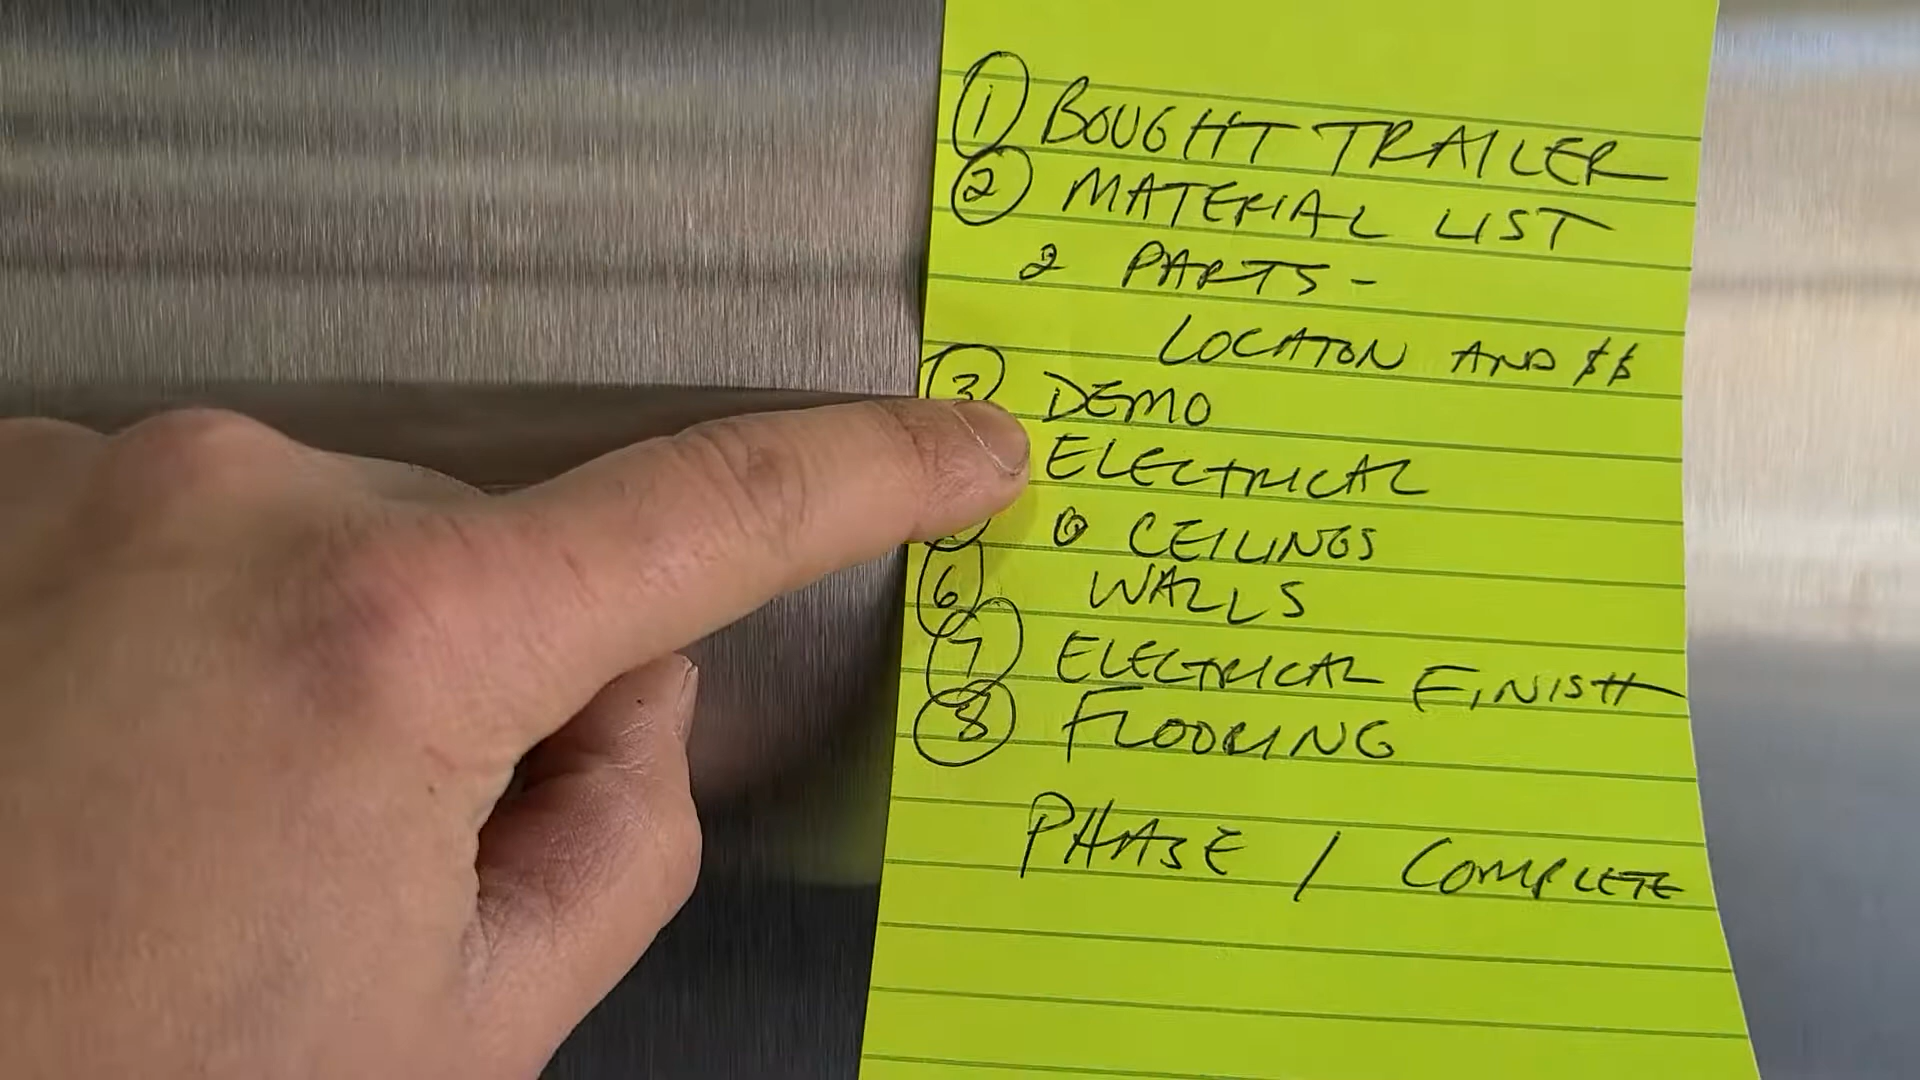 1 BOUGHT TRAILER
2 MATERIAL LIST
2 PARTS -
LOCATON AND $$
3 DEMO
ELECTRICAL
CEILINGS
6 WALLS
7 ELECTRICAL FINISH
8 FLOORING
PHASE 1 COMPLETE